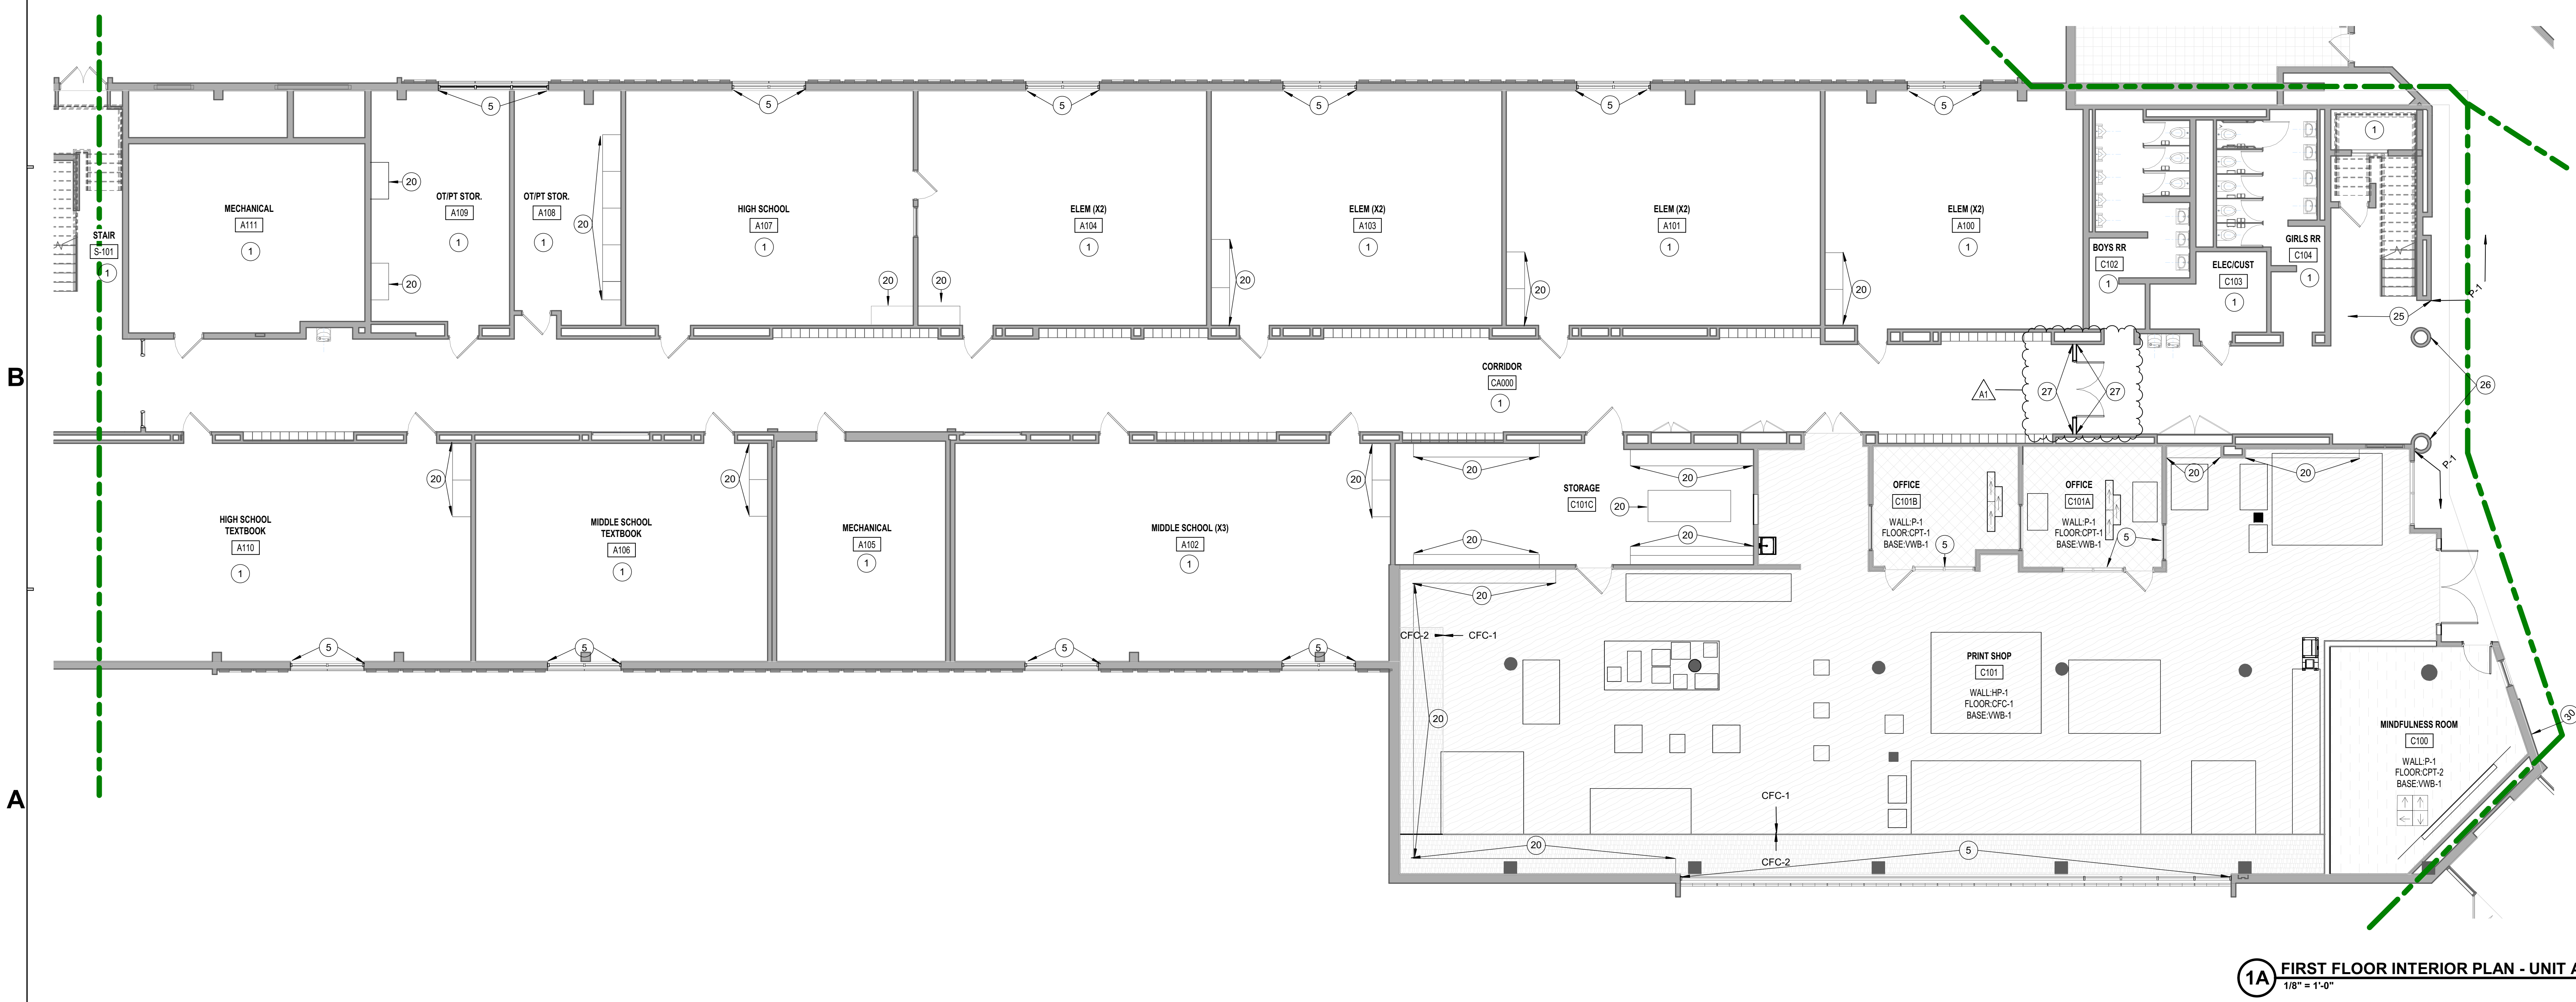 5
5
5
5
5
5
1
20
OT/PT STOR.
A109
1
OT/PT STOR.
A108
1
20
MECHANICAL
A111
1
HIGH SCHOOL
A107
1
ELEM (X2)
A104
1
ELEM (X2)
A103
1
ELEM (X2)
A101
1
ELEM (X2)
A100
1
STAIR
S-101
1
BOYS RR
C102
1
GIRLS RR
C104
1
ELEC/CUST
C103
1
20
20
20
20
20
20
P-1
25
B
CORRIDOR
CA000
1
A1
27
27
26
20
20
20
20
20
20
20
P-1
HIGH SCHOOL
TEXTBOOK
A110
1
MIDDLE SCHOOL
TEXTBOOK
A106
1
MECHANICAL
A105
1
MIDDLE SCHOOL (X3)
A102
1
STORAGE
C101C
20
20
20
OFFICE
C101B
WALL:P-1
FLOOR:CPT-1
BASE:VWB-1
5
OFFICE
C101A
WALL:P-1
FLOOR:CPT-1
BASE:VWB-1
5
20
CFC-2
CFC-1
5
5
5
5
PRINT SHOP
C101
WALL:HP-1
FLOOR:CFC-1
BASE:VWB-1
20
30
MINDFULNESS ROOM
C100
WALL:P-1
FLOOR:CPT-2
BASE:VWB-1
A
CFC-1
20
CFC-2
5
1A
FIRST FLOOR INTERIOR PLAN - UNIT A
1/8" = 1'-0"